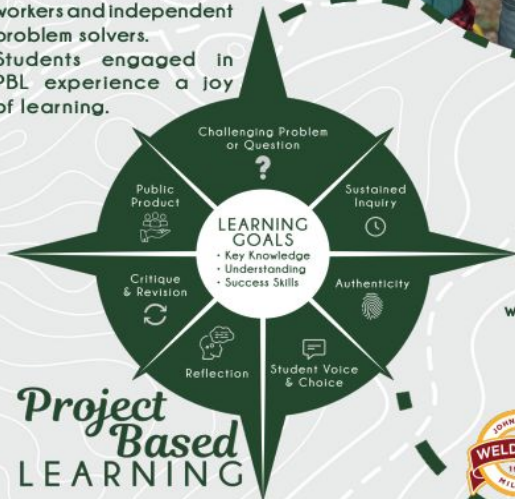 workers and independent
problem solvers.
Students engaged in
PBL experience a joy
of learning.
Challenging Problem
or Question
?
Public
Product
Sustained
Inquiry
LEARNING
GOALS
• Key Knowledge
• Understanding
• Success Skills
Critique
& Revision
Authenticity
Reflection
Student Voice
& Choice
Project
Based
LEARNING
W
JOHN
WELD
MIL